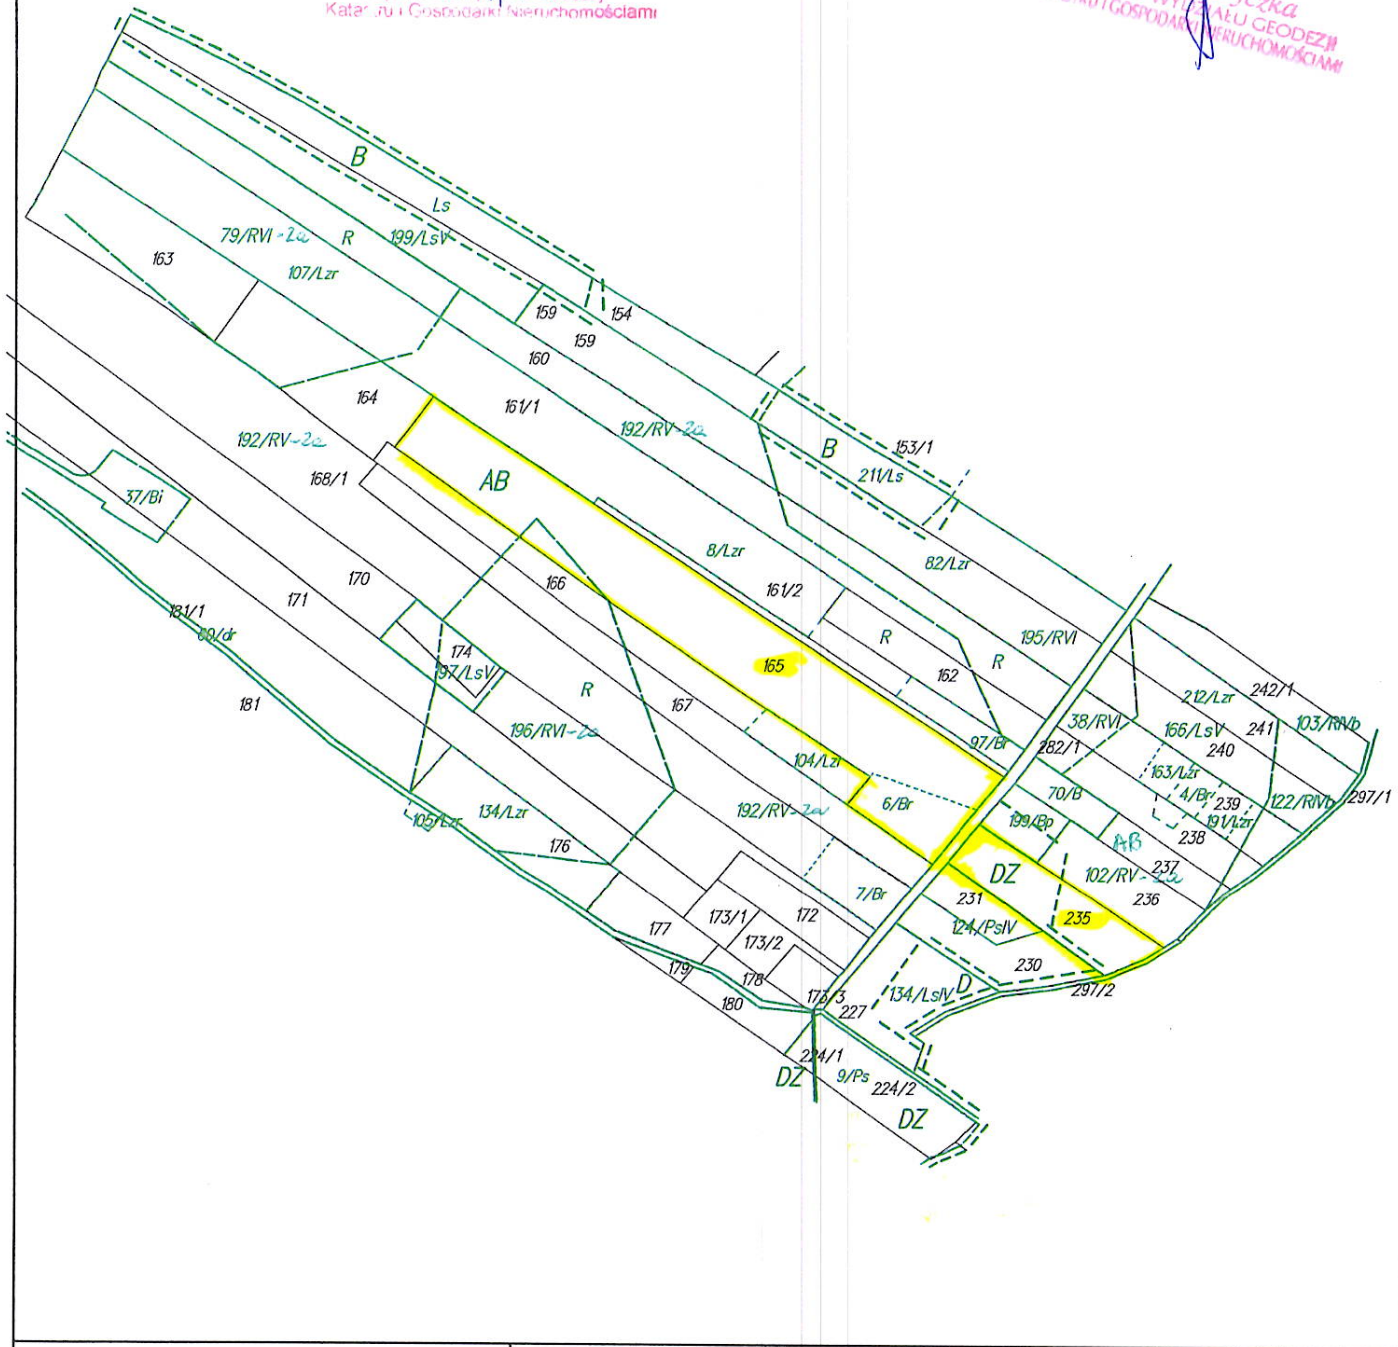 Gospodarki Nieruchomościami
WYDZIAŁU GEODEZJI
I GOSPODARKI NIERUCHOMOŚCIAMI
B
Ls
79/RVI-2a
R
199/LsV
163
107/Lzr
159
154
159
160
164
161/1
192/RV-2a
192/RV-2a
B
153/1
168/1
AB
211/Ls
37/Bi
8/Lzr
82/Lzr
166
170
161/2
171
181/1
60/dr
R
195/RVI
174
165
R
97/LsV
162
R
212/Lzr
242/1
181
167
196/RVI-2a
38/RVI
166/LsV
241
103/RIVb
97/Br
282/1
240
104/Lzr
163/Lzr
6/Br
70/B
4/Br
239
122/RIVb
297/1
134/Lzr
192/RV-2a
105/Lzr
199/Bp
191/Lzr
238
AB
176
237
DZ
102/RV-2a
7/Br
231
236
173/1
172
235
177
124/PsIV
173/2
230
179
178
134/LsIV
D
297/2
180
173/3
227
224/1
DZ
9/Ps
224/2
DZ